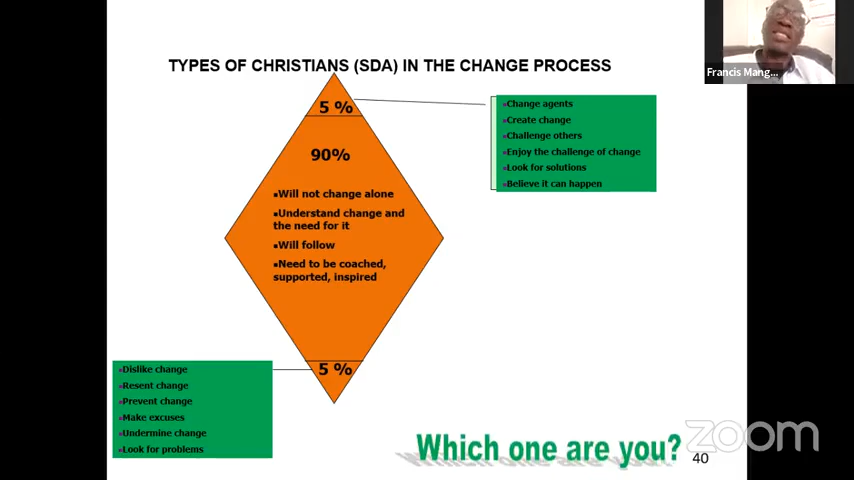 Francis Mang...
TYPES OF CHRISTIANS (SDA) IN THE CHANGE PROCESS
5 %
▪Change agents
▪Create change
▪Challenge others
▪Enjoy the challenge of change
▪Look for solutions
▪Believe it can happen
90%
▪Will not change alone
▪Understand change and
the need for it
▪Will follow
▪Need to be coached,
supported, inspired
5 %
▪Dislike change
▪Resent change
▪Prevent change
▪Make excuses
▪Undermine change
▪Look for problems
Which one are you?
zoom
40